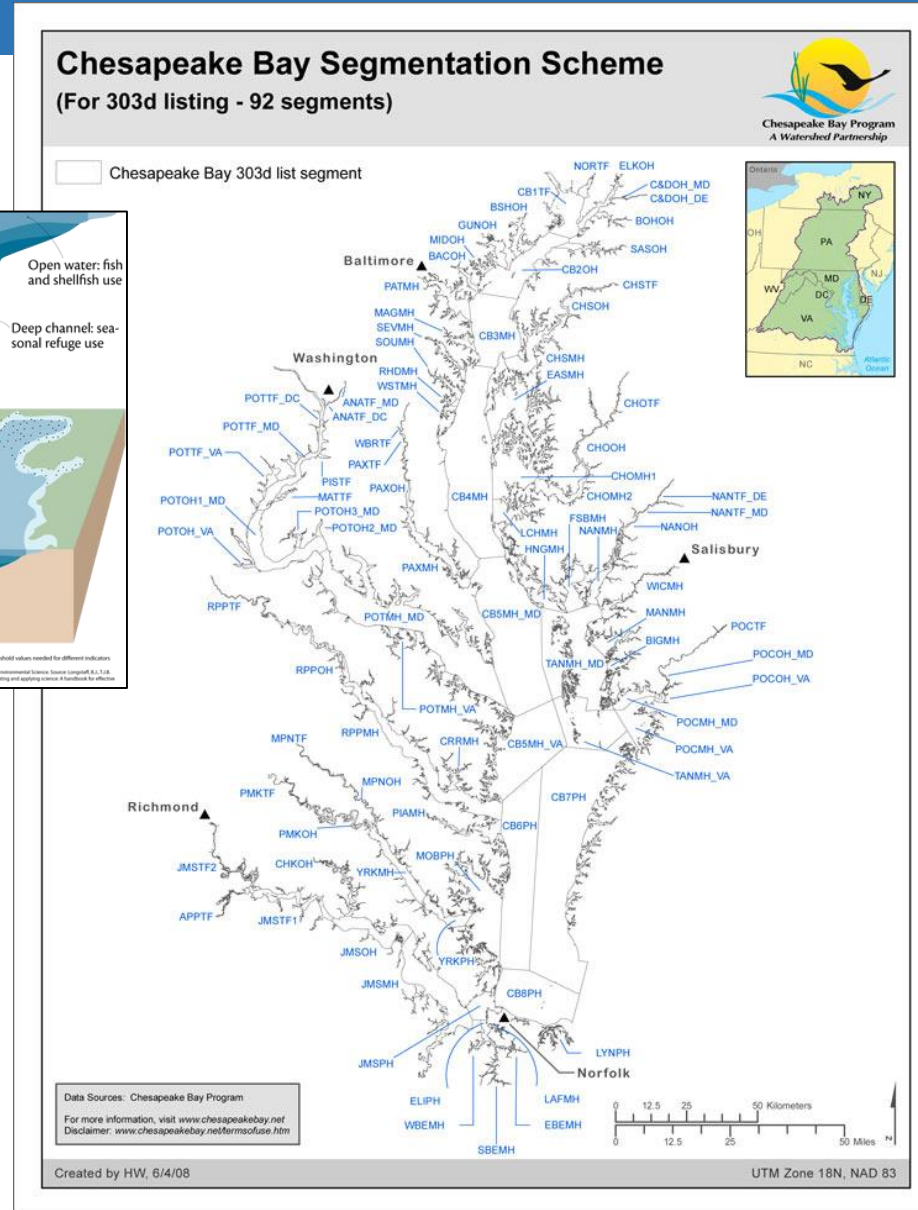 Chesapeake Bay Segmentation Scheme
(For 303d listing - 92 segments)
Chesapeake Bay Program
A Watershed Partnership
Chesapeake Bay 303d list segment
Open water: fish
and shellfish use
Deep channel: sea-
sonal refuge use
Ontario
NY
OH
PA
NJ
MD
WV
DC
DE
VA
NC
Atlantic
Ocean
NORTF
ELKOH
CB1TF
C&DOH_MD
C&DOH_DE
BSHOH
BOHOH
GUNOH
MIDOH
SASOH
BACOH
Baltimore
CB2OH
PATMH
CHSTF
MAGMH
CHSOH
SEVMH
CB3MH
SOUMH
Washington
CHSMH
RHDMH
EASMH
WSTMH
POTTF_DC
ANATF_MD
CHOTF
ANATF_DC
POTTF_MD
WBRTF
CHOOH
POTTF_VA
PAXTF
PISTF
CHOMH1
MATTF
PAXOH
CB4MH
CHOMH2
NANTF_DE
POTOH1_MD
POTOH3_MD
NANTF_MD
POTOH2_MD
FSBMH
NANOH
POTOH_VA
LCHMH
NANMH
HNGMH
Salisbury
PAXMH
WICMH
RPPTF
CB5MH_MD
MANMH
POTMH_MD
POCTF
BIGMH
POCOH_MD
TANMH_MD
RPPOH
POCOH_VA
POTMH_VA
POCMH_MD
RPPMH
CRRMH
CB5MH_VA
POCMH_VA
MPNTF
TANMH_VA
MPNOH
PMKTF
CB7PH
Richmond
PIAMH
CB6PH
PMKOH
MOBPH
JMSTF2
CHKOH
YRKMH
APPTF
JMSTF1
JMSOH
YRKPH
JMSMH
CB8PH
LYNPH
JMSPH
Norfolk
ELIPH
LAFMH
WBEMH
EBEMH
SBEMH
Data Sources: Chesapeake Bay Program
For more information, visit www.chesapeakebay.net
Disclaimer: www.chesapeakebay.net/termsofuse.htm
0 12.5 25 50 Kilometers
0 12.5 25 50 Miles
N
Created by HW, 6/4/08
UTM Zone 18N, NAD 83